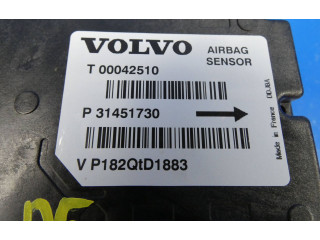 VOLVO
AIRBAG
SENSOR
T 00042510
P 31451730
V P182QtD1883
Made in France